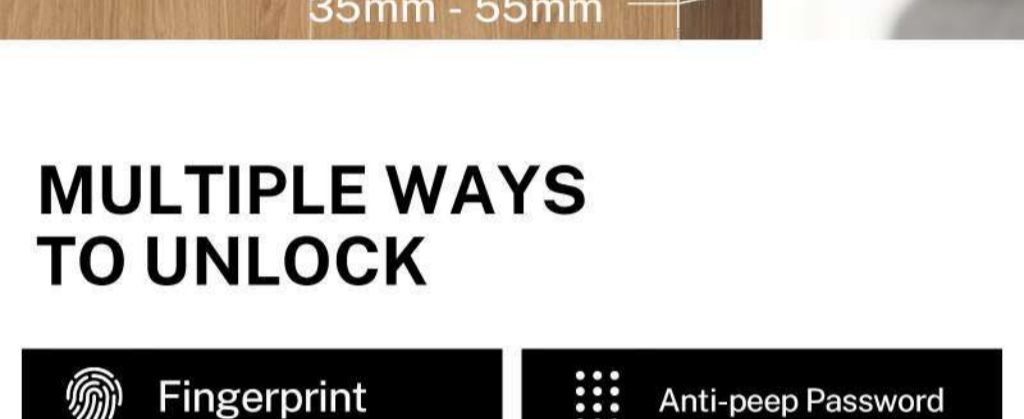 35mm - 55mm
MULTIPLE WAYS
TO UNLOCK
Fingerprint
Anti-peep Password